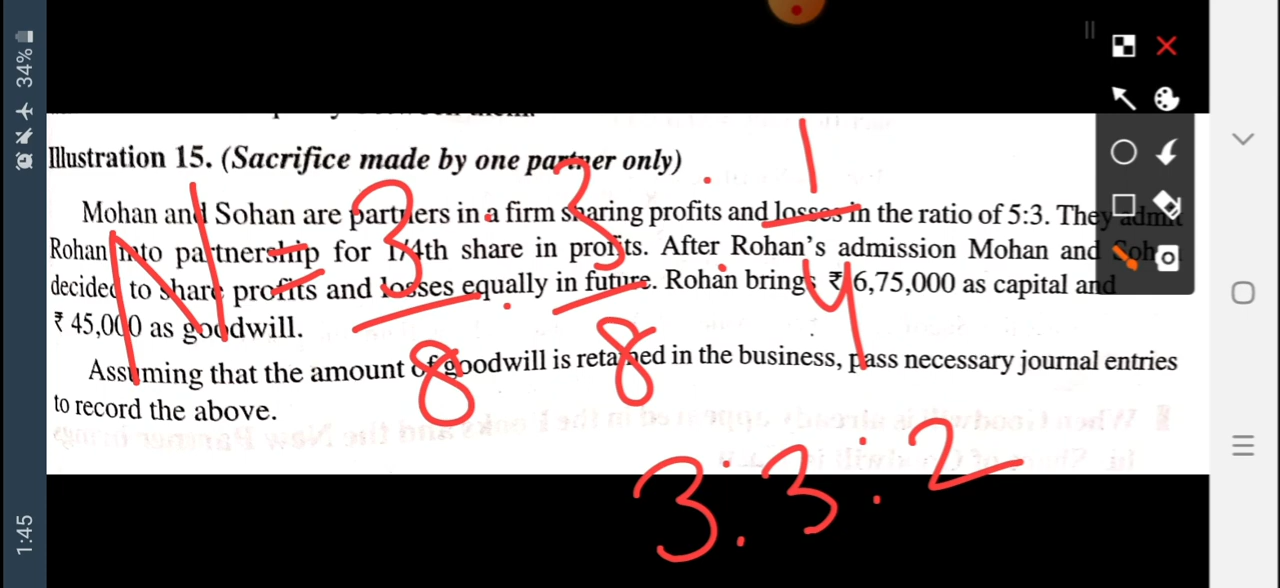 34%
1:45
Illustration 15. (Sacrifice made by one partner only)
Mohan and Sohan are partners in a firm sharing profits and losses in the ratio of 5:3. They admit
Rohan into partnership for 1/4th share in profits. After Rohan's admission Mohan and Soh
decided to share profits and losses equally in future. Rohan brings ₹ 6,75,000 as capital and
₹ 45,000 as goodwill.
Assuming that the amount of goodwill is retained in the business, pass necessary journal entries
to record the above.
N = 3/8 : 3/8 : 1/4
3 : 3 : 2